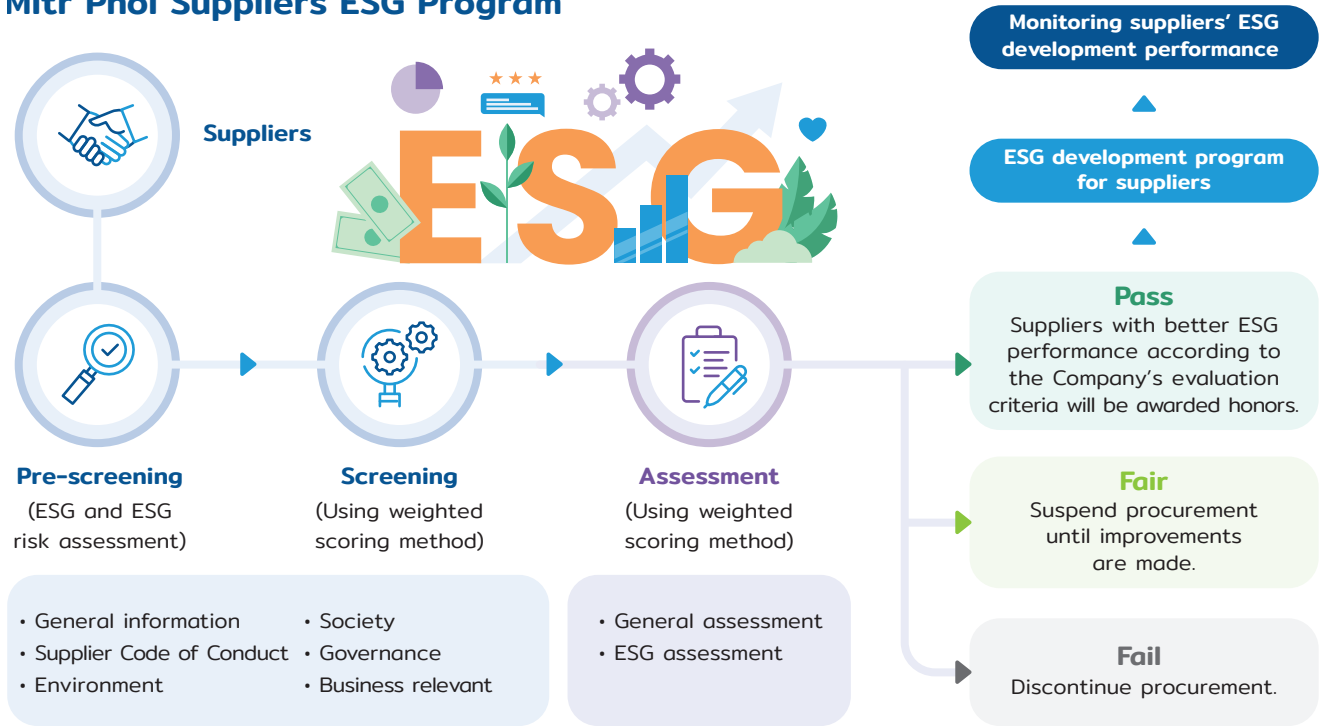 Mitr Phol Suppliers ESG Program
Suppliers
ESG
Pre-screening
(ESG and ESG
risk assessment)
Screening
(Using weighted
scoring method)
• General information
• Supplier Code of Conduct
• Environment
• Society
• Governance
• Business relevant
Assessment
(Using weighted
scoring method)
• General assessment
• ESG assessment
Monitoring suppliers’ ESG
development performance
ESG development program
for suppliers
Pass
Suppliers with better ESG
performance according to
the Company’s evaluation
criteria will be awarded honors.
Fair
Suspend procurement
until improvements
are made.
Fail
Discontinue procurement.